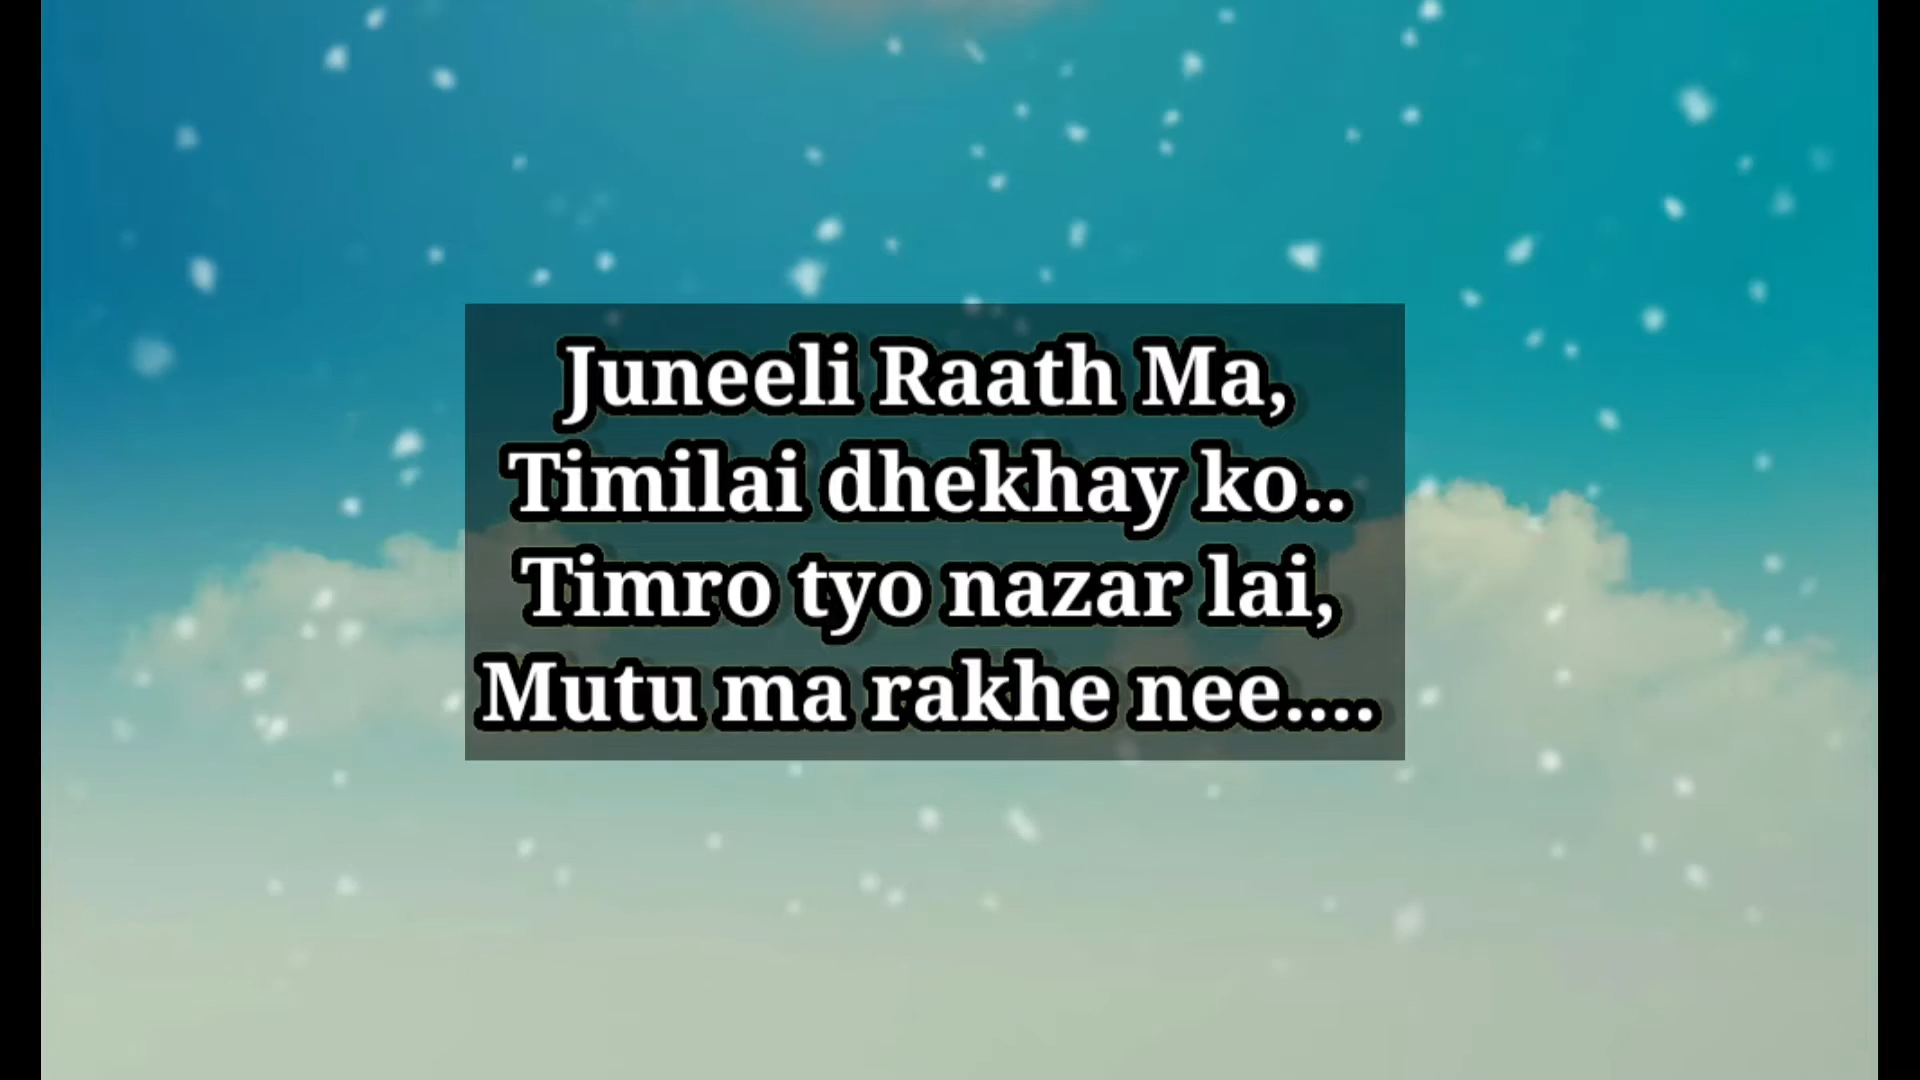 Juneeli Raath Ma,
Timilai dhekhay ko..
Timro tyo nazar lai,
Mutu ma rakhe nee....